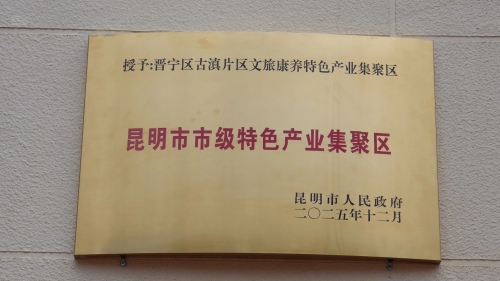 授予:晋宁区古滇片区文旅康养特色产业集聚区
昆明市市级特色产业集聚区
昆明市人民政府
二〇二五年十二月